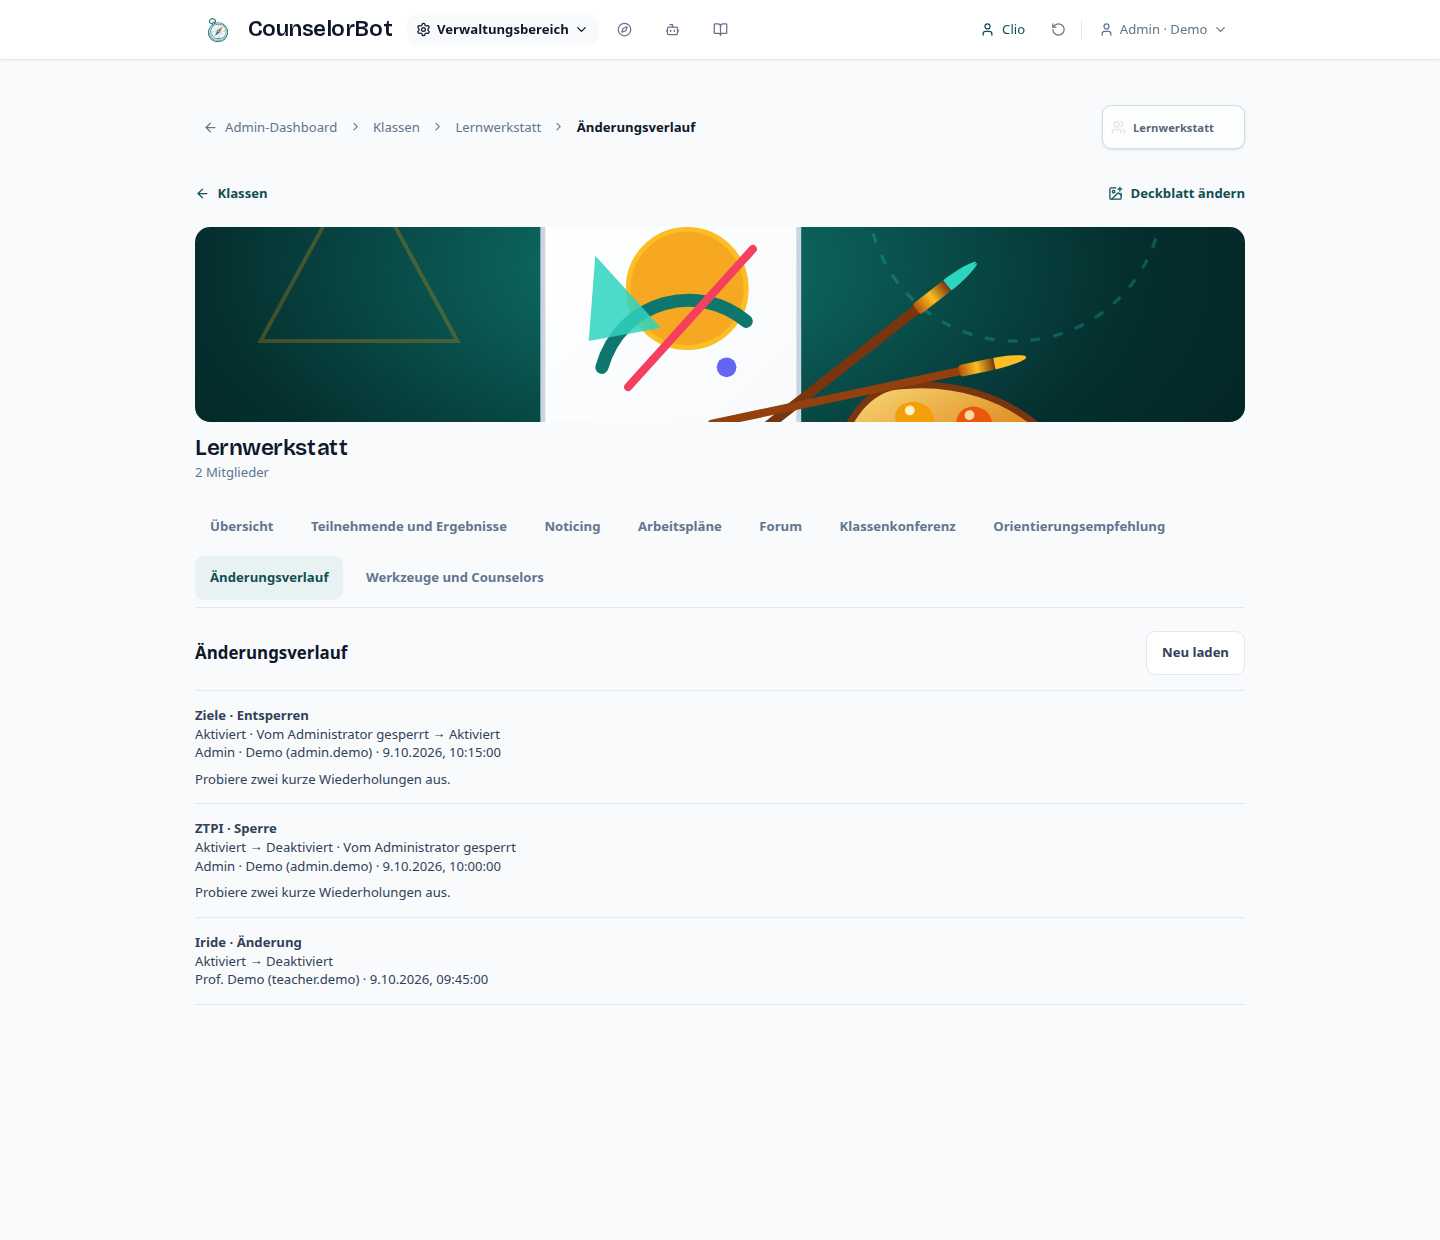 CounselorBot
Verwaltungsbereich
Clio
Admin · Demo
Admin-Dashboard
Klassen
Lernwerkstatt
Änderungsverlauf
Lernwerkstatt
Klassen
Deckblatt ändern
Lernwerkstatt
2 Mitglieder
Übersicht
Teilnehmende und Ergebnisse
Noticing
Arbeitspläne
Forum
Klassenkonferenz
Orientierungsempfehlung
Änderungsverlauf
Werkzeuge und Counselors
Änderungsverlauf
Neu laden
Ziele · Entsperren
Aktiviert · Vom Administrator gesperrt → Aktiviert
Admin · Demo (admin.demo) · 9.10.2026, 10:15:00
Probiere zwei kurze Wiederholungen aus.
ZTPI · Sperre
Aktiviert → Deaktiviert · Vom Administrator gesperrt
Admin · Demo (admin.demo) · 9.10.2026, 10:00:00
Probiere zwei kurze Wiederholungen aus.
Iride · Änderung
Aktiviert → Deaktiviert
Prof. Demo (teacher.demo) · 9.10.2026, 09:45:00